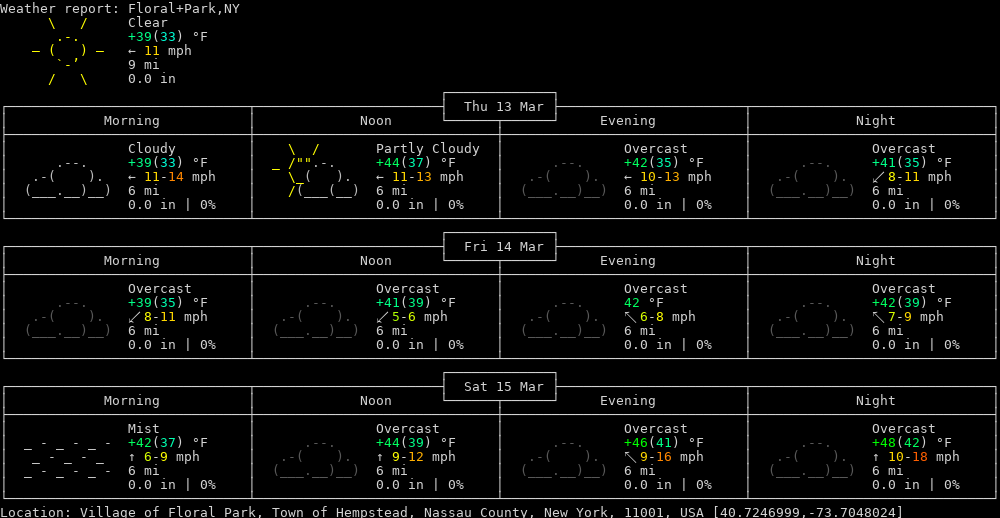 Weather report: Floral+Park,NY
Clear
+39(33) °F
← 11 mph
9 mi
0.0 in
Thu 13 Mar
Morning Noon Evening Night
Cloudy Partly Cloudy Overcast Overcast
+39(33) °F +44(37) °F +42(35) °F +41(35) °F
← 11-14 mph ← 11-13 mph ← 10-13 mph ↙ 8-11 mph
6 mi 6 mi 6 mi 6 mi
0.0 in | 0% 0.0 in | 0% 0.0 in | 0% 0.0 in | 0%
Fri 14 Mar
Morning Noon Evening Night
Overcast Overcast Overcast Overcast
+39(35) °F +41(39) °F 42 °F +42(39) °F
↙ 8-11 mph ↙ 5-6 mph ↖ 6-8 mph ↖ 7-9 mph
6 mi 6 mi 6 mi 6 mi
0.0 in | 0% 0.0 in | 0% 0.0 in | 0% 0.0 in | 0%
Sat 15 Mar
Morning Noon Evening Night
Mist Overcast Overcast Overcast
+42(37) °F +44(39) °F +46(41) °F +48(42) °F
↑ 6-9 mph ↑ 9-12 mph ↖ 9-16 mph ↑ 10-18 mph
6 mi 6 mi 6 mi 6 mi
0.0 in | 0% 0.0 in | 0% 0.0 in | 0% 0.0 in | 0%
Location: Village of Floral Park, Town of Hempstead, Nassau County, New York, 11001, USA [40.7246999,-73.7048024]